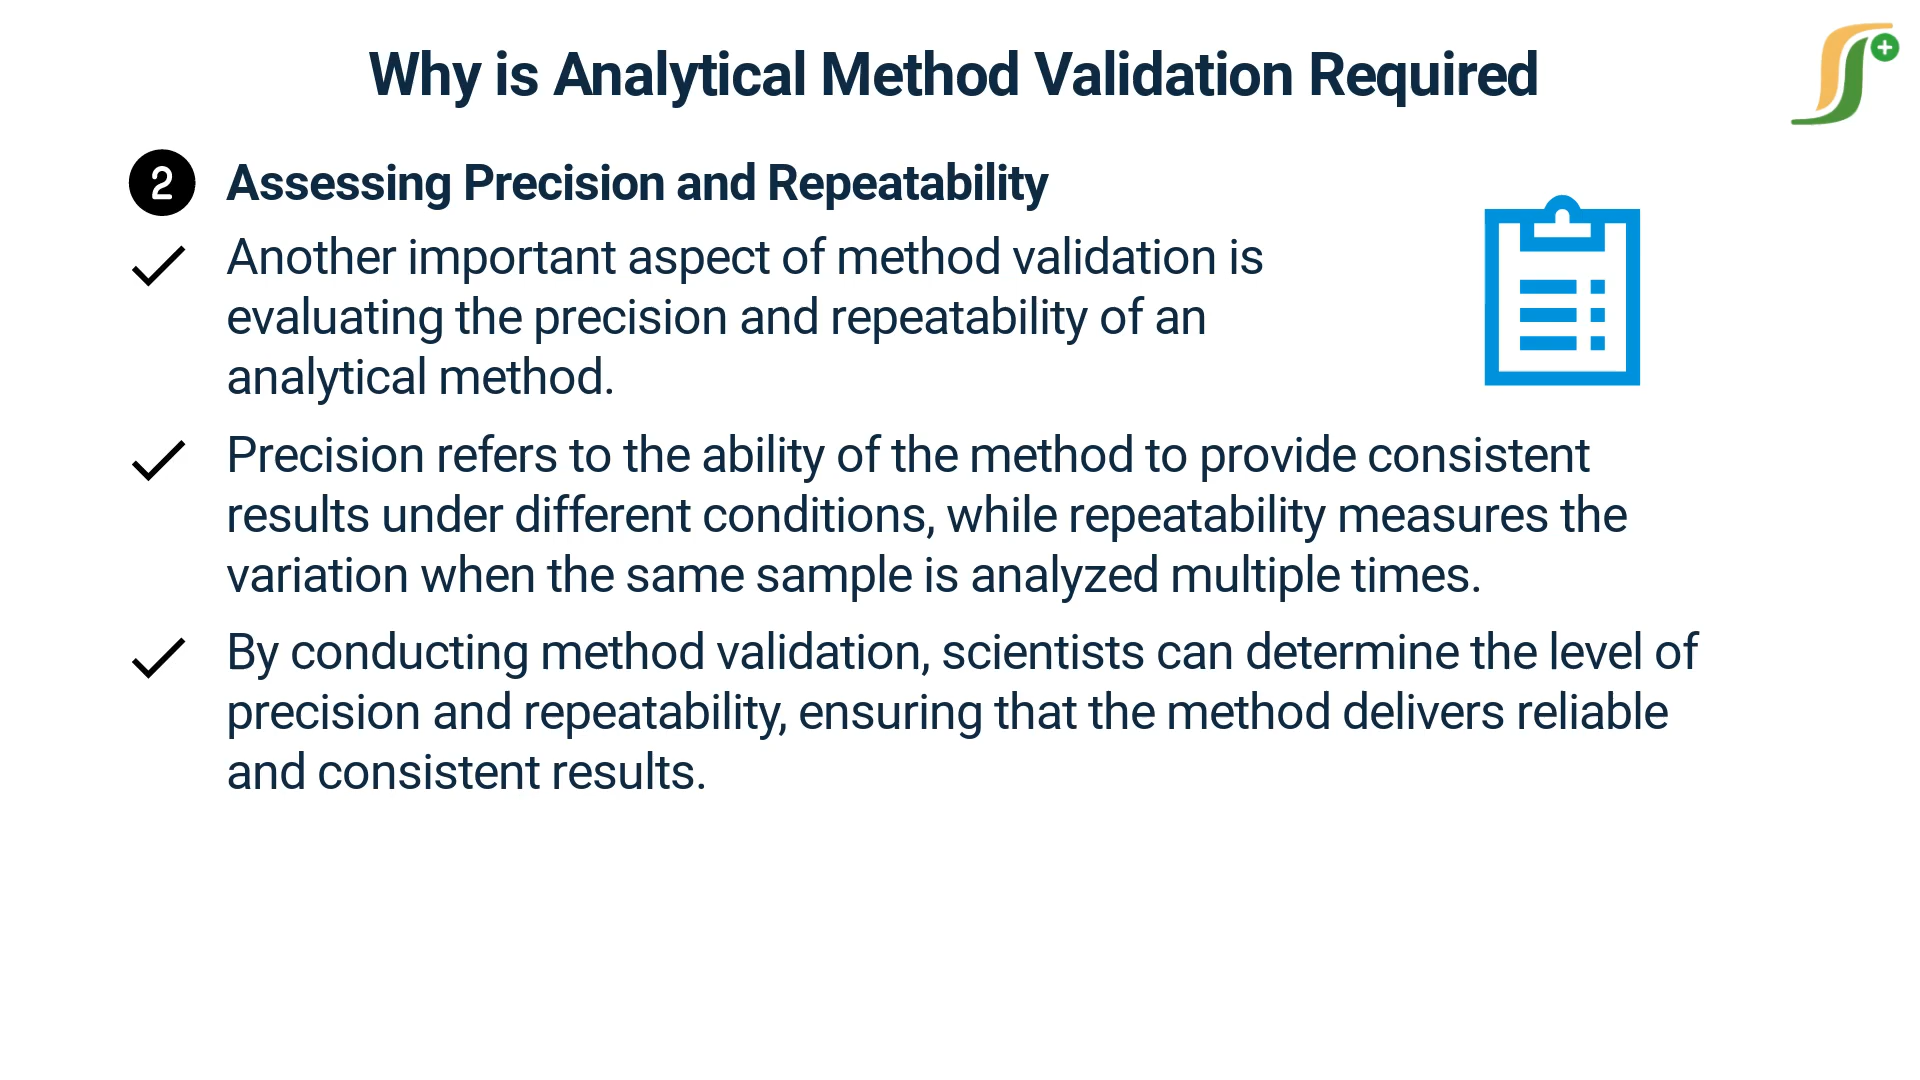 Why is Analytical Method Validation Required
2 Assessing Precision and Repeatability
Another important aspect of method validation is
evaluating the precision and repeatability of an
analytical method.
Precision refers to the ability of the method to provide consistent
results under different conditions, while repeatability measures the
variation when the same sample is analyzed multiple times.
By conducting method validation, scientists can determine the level of
precision and repeatability, ensuring that the method delivers reliable
and consistent results.